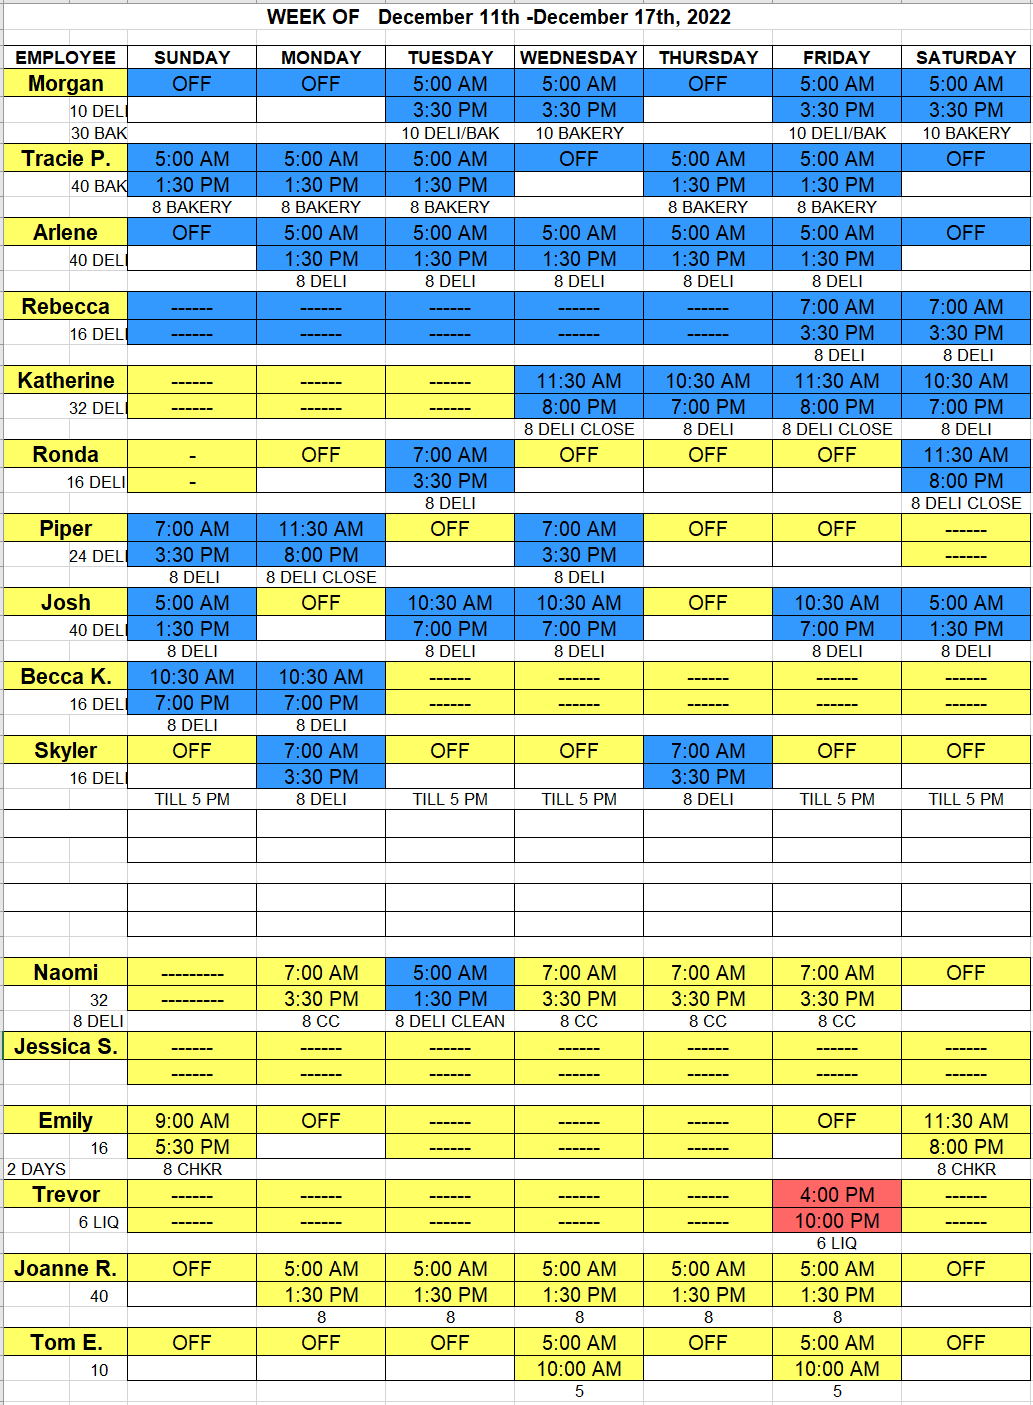 WEEK OF December 11th -December 17th, 2022
EMPLOYEE SUNDAY MONDAY TUESDAY WEDNESDAY THURSDAY FRIDAY SATURDAY
Morgan OFF OFF 5:00 AM 5:00 AM OFF 5:00 AM 5:00 AM
10 DELI 3:30 PM 3:30 PM 3:30 PM 3:30 PM
30 BAK 10 DELI/BAK 10 BAKERY 10 DELI/BAK 10 BAKERY
Tracie P. 5:00 AM 5:00 AM 5:00 AM OFF 5:00 AM 5:00 AM OFF
40 BAK 1:30 PM 1:30 PM 1:30 PM 1:30 PM 1:30 PM
8 BAKERY 8 BAKERY 8 BAKERY 8 BAKERY 8 BAKERY
Arlene OFF 5:00 AM 5:00 AM 5:00 AM 5:00 AM 5:00 AM OFF
40 DELI 1:30 PM 1:30 PM 1:30 PM 1:30 PM 1:30 PM
8 DELI 8 DELI 8 DELI 8 DELI 8 DELI
Rebecca ------ ------ ------ ------ ------ 7:00 AM 7:00 AM
16 DELI ------ ------ ------ ------ ------ 3:30 PM 3:30 PM
8 DELI 8 DELI
Katherine ------ ------ ------ 11:30 AM 10:30 AM 11:30 AM 10:30 AM
32 DELI ------ ------ ------ 8:00 PM 7:00 PM 8:00 PM 7:00 PM
8 DELI CLOSE 8 DELI 8 DELI CLOSE 8 DELI
Ronda - OFF 7:00 AM OFF OFF OFF 11:30 AM
16 DELI - 3:30 PM 8:00 PM
8 DELI 8 DELI CLOSE
Piper 7:00 AM 11:30 AM OFF 7:00 AM OFF OFF ------
24 DELI 3:30 PM 8:00 PM 3:30 PM ------
8 DELI 8 DELI CLOSE 8 DELI
Josh 5:00 AM OFF 10:30 AM 10:30 AM OFF 10:30 AM 5:00 AM
40 DELI 1:30 PM 7:00 PM 7:00 PM 7:00 PM 1:30 PM
8 DELI 8 DELI 8 DELI 8 DELI 8 DELI
Becca K. 10:30 AM 10:30 AM ------ ------ ------ ------ ------
16 DELI 7:00 PM 7:00 PM ------ ------ ------ ------ ------
8 DELI 8 DELI
Skyler OFF 7:00 AM OFF OFF 7:00 AM OFF OFF
16 DELI 3:30 PM 3:30 PM
TILL 5 PM 8 DELI TILL 5 PM TILL 5 PM 8 DELI TILL 5 PM TILL 5 PM
Naomi --------- 7:00 AM 5:00 AM 7:00 AM 7:00 AM 7:00 AM OFF
32 --------- 3:30 PM 1:30 PM 3:30 PM 3:30 PM 3:30 PM
8 DELI 8 CC 8 DELI CLEAN 8 CC 8 CC 8 CC
Jessica S. ------ ------ ------ ------ ------ ------ ------
------ ------ ------ ------ ------ ------ ------
Emily 9:00 AM OFF ------ ------ ------ OFF 11:30 AM
16 5:30 PM ------ ------ ------ 8:00 PM
2 DAYS 8 CHKR 8 CHKR
Trevor ------ ------ ------ ------ ------ 4:00 PM ------
6 LIQ ------ ------ ------ ------ ------ 10:00 PM ------
6 LIQ
Joanne R. OFF 5:00 AM 5:00 AM 5:00 AM 5:00 AM 5:00 AM OFF
40 1:30 PM 1:30 PM 1:30 PM 1:30 PM 1:30 PM
8 8 8 8 8
Tom E. OFF OFF OFF 5:00 AM OFF 5:00 AM OFF
10 10:00 AM 10:00 AM
5 5